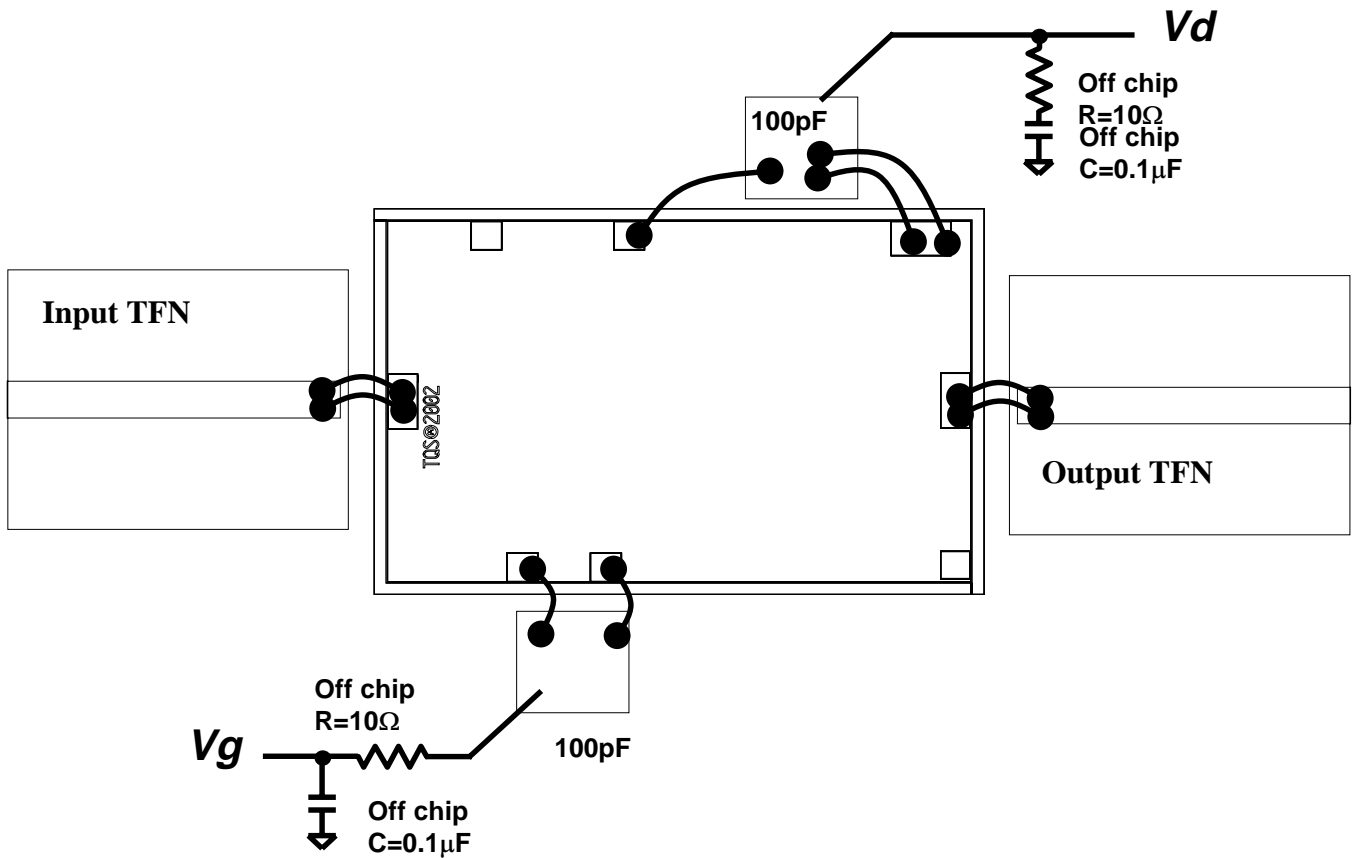 Vd
Off chip
R=10Ω
Off chip
C=0.1μF
100pF
Input TFN
TQS©2002
Output TFN
Off chip
R=10Ω
Vg
100pF
Off chip
C=0.1μF